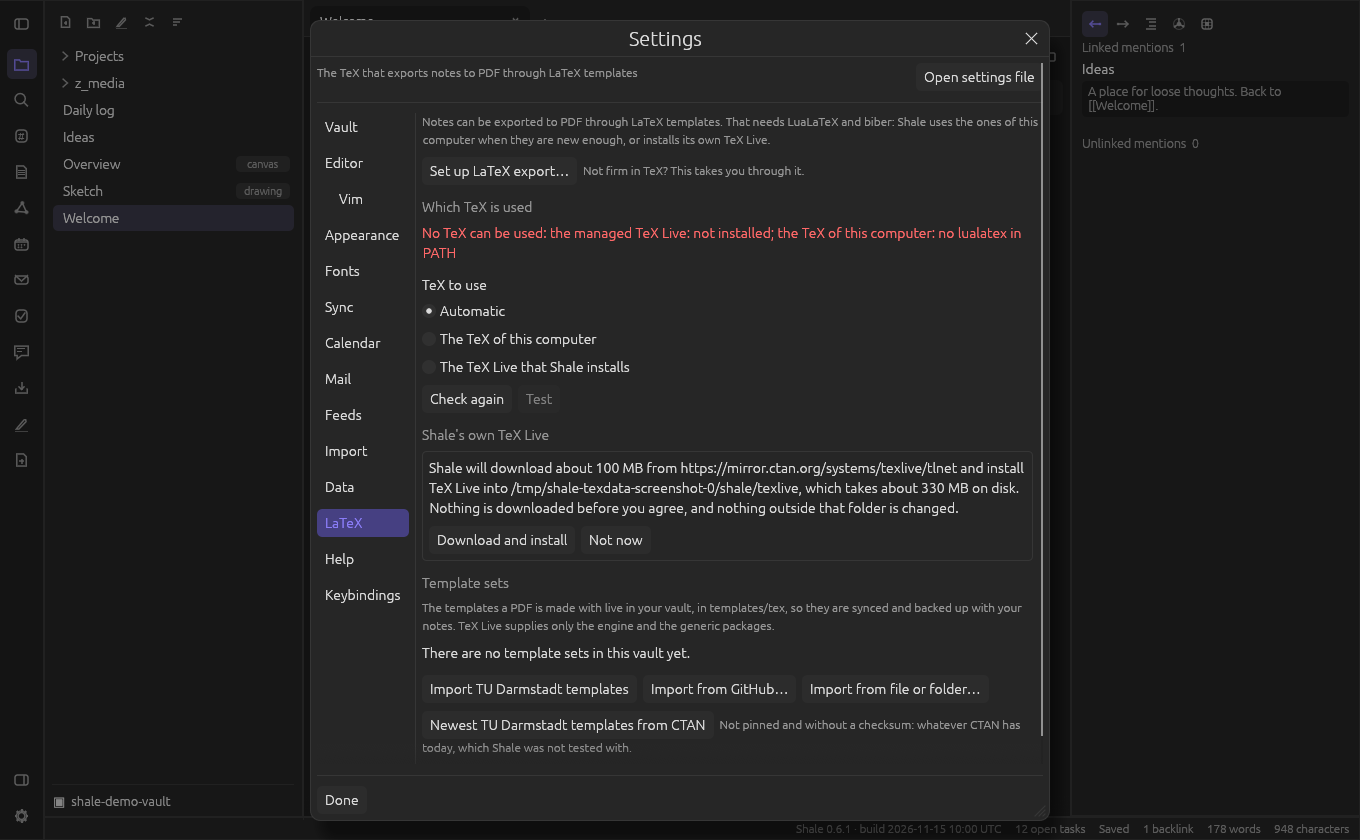 Settings
The TeX that exports notes to PDF through LaTeX templates
Open settings file
Projects
z_media
Daily log
Ideas
Overview
canvas
Sketch
drawing
Welcome
shale-demo-vault
Vault
Editor
Vim
Appearance
Fonts
Sync
Calendar
Mail
Feeds
Import
Data
LaTeX
Help
Keybindings
Notes can be exported to PDF through LaTeX templates. That needs LuaLaTeX and biber: Shale uses the ones of this
computer when they are new enough, or installs its own TeX Live.
Set up LaTeX export…
Not firm in TeX? This takes you through it.
Which TeX is used
No TeX can be used: the managed TeX Live: not installed; the TeX of this computer: no lualatex in
PATH
TeX to use
Automatic
The TeX of this computer
The TeX Live that Shale installs
Check again
Test
Shale's own TeX Live
Shale will download about 100 MB from https://mirror.ctan.org/systems/texlive/tlnet and install
TeX Live into /tmp/shale-texdata-screenshot-0/shale/texlive, which takes about 330 MB on disk.
Nothing is downloaded before you agree, and nothing outside that folder is changed.
Download and install
Not now
Template sets
The templates a PDF is made with live in your vault, in templates/tex, so they are synced and backed up with your
notes. TeX Live supplies only the engine and the generic packages.
There are no template sets in this vault yet.
Import TU Darmstadt templates
Import from GitHub…
Import from file or folder…
Newest TU Darmstadt templates from CTAN
Not pinned and without a checksum: whatever CTAN has
today, which Shale was not tested with.
Done
Linked mentions 1
Ideas
A place for loose thoughts. Back to
[[Welcome]].
Unlinked mentions 0
Shale 0.6.1 · build 2026-11-15 10:00 UTC
12 open tasks
Saved
1 backlink
178 words
948 characters